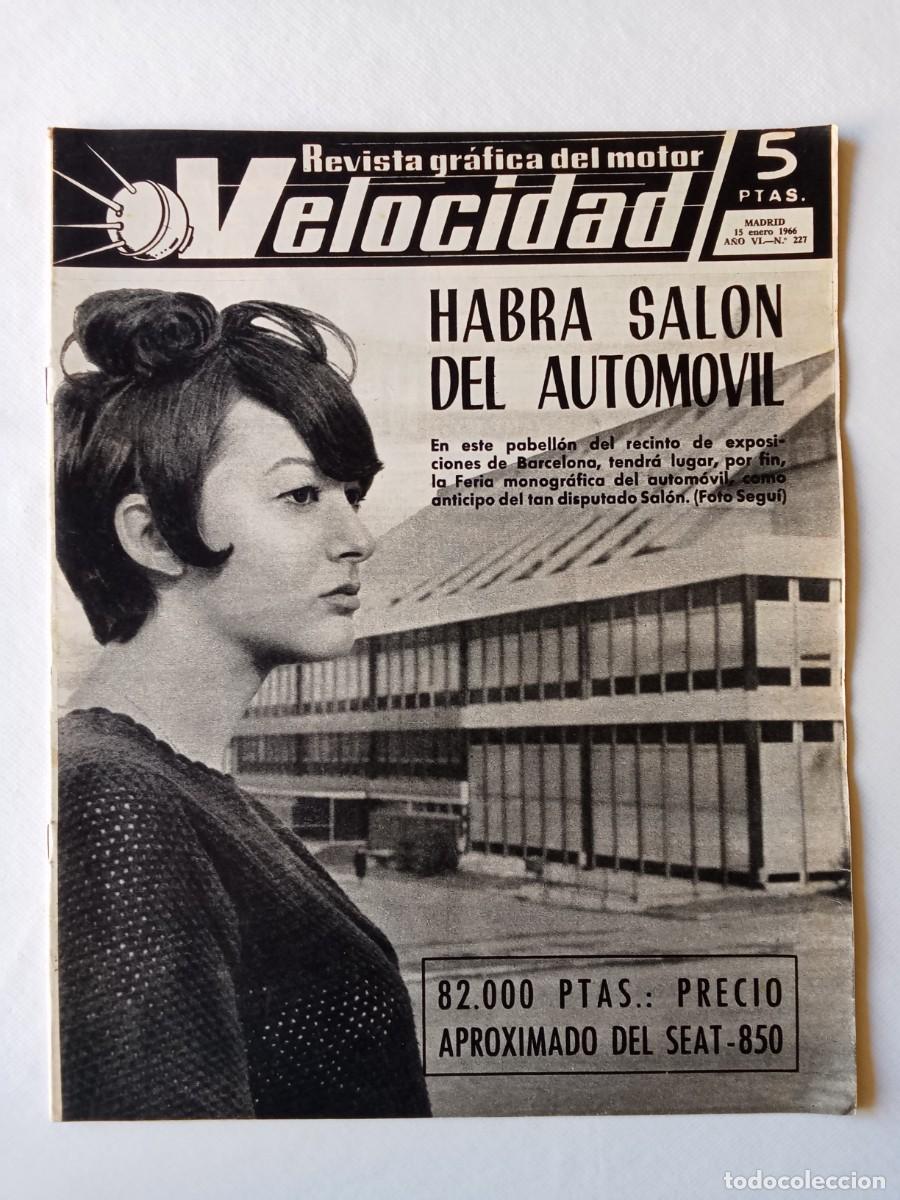 Revista gráfica del motor
Velocidad
5
PTAS.
MADRID
15 enero 1966
AÑO VI.—N.° 227
HABRA SALON
DEL AUTOMOVIL
En este pabellón del recinto de exposi-
ciones de Barcelona, tendrá lugar, por fin,
la Feria monográfica del automóvil, como
anticipo del tan disputado Salón. (Foto Seguí)
82.000 PTAS.: PRECIO
APROXIMADO DEL SEAT-850
todocoleccion